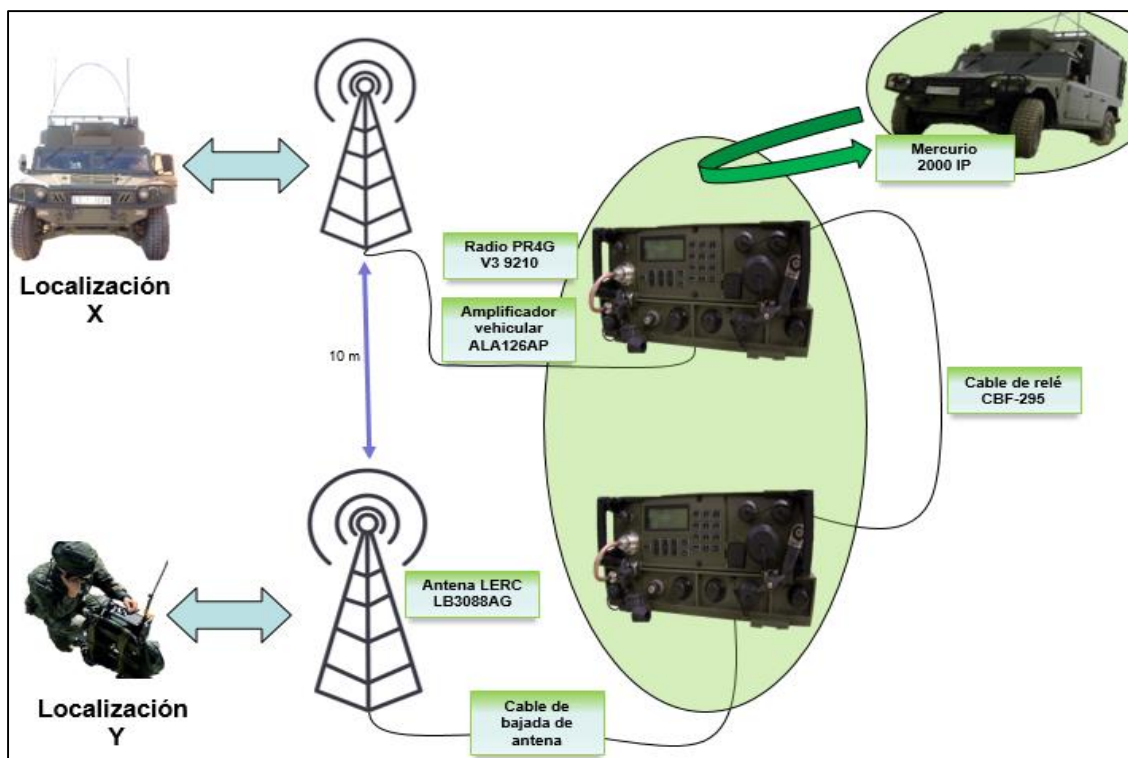 Mercurio
2000 IP
Localización
X
Radio PR4G
V3 9210
Amplificador
vehicular
ALA126AP
10 m
Cable de relé
CBF-295
Antena LERC
LB3088AG
Localización
Y
Cable de
bajada de
antena